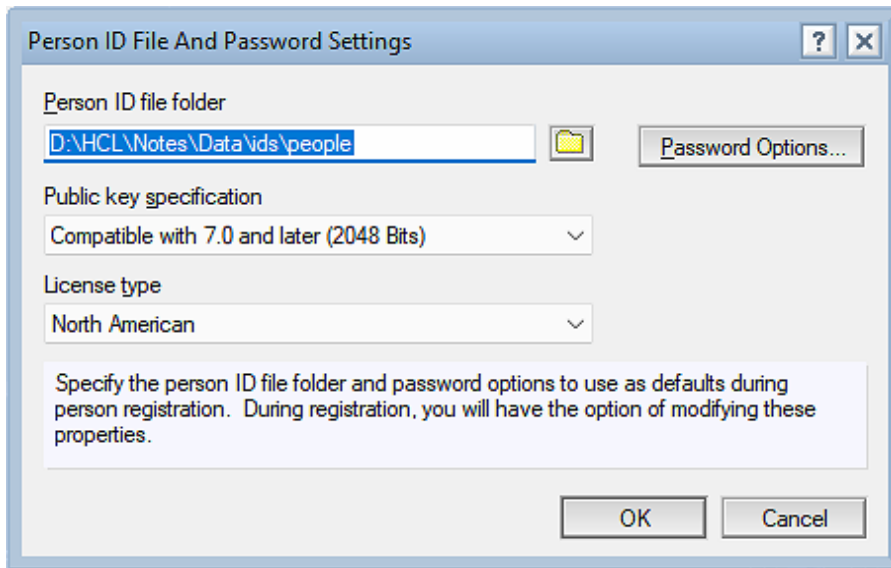 Person ID File And Password Settings
?
Person ID file folder
D:\HCL\Notes\Data\ids\people
Password Options...
Public key specification
Compatible with 7.0 and later (2048 Bits)
License type
North American
Specify the person ID file folder and password options to use as defaults during
person registration. During registration, you will have the option of modifying these
properties.
OK Cancel